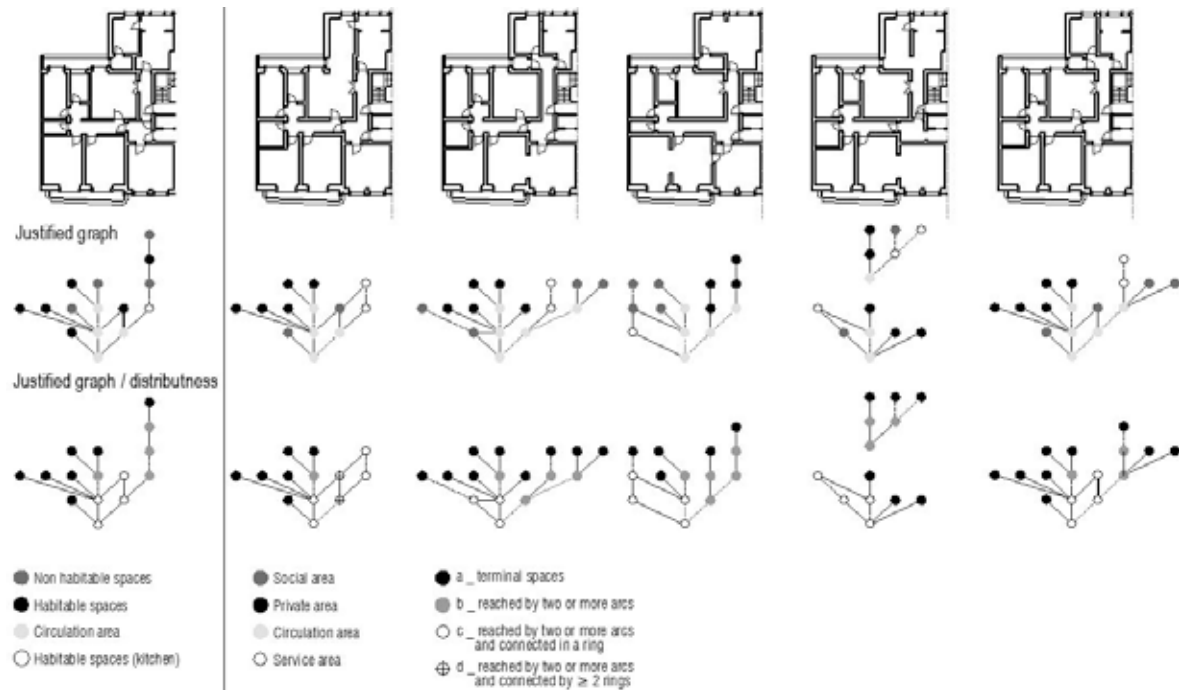 Justified graph
Justified graph / distributness
Non habitable spaces
Habitable spaces
Circulation area
Habitable spaces (kitchen)
Social area
Private area
Circulation area
Service area
a _ terminal spaces
b _ reached by two or more arcs
c _ reached by two or more arcs
and connected in a ring
d _ reached by two or more arcs
and connected by ≥ 2 rings